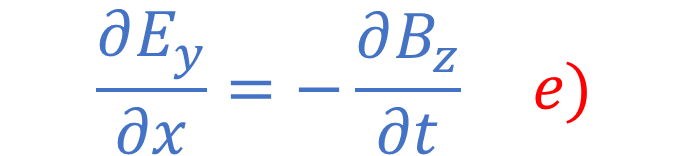 ∂E_y/∂x = −∂B_z/∂t e)